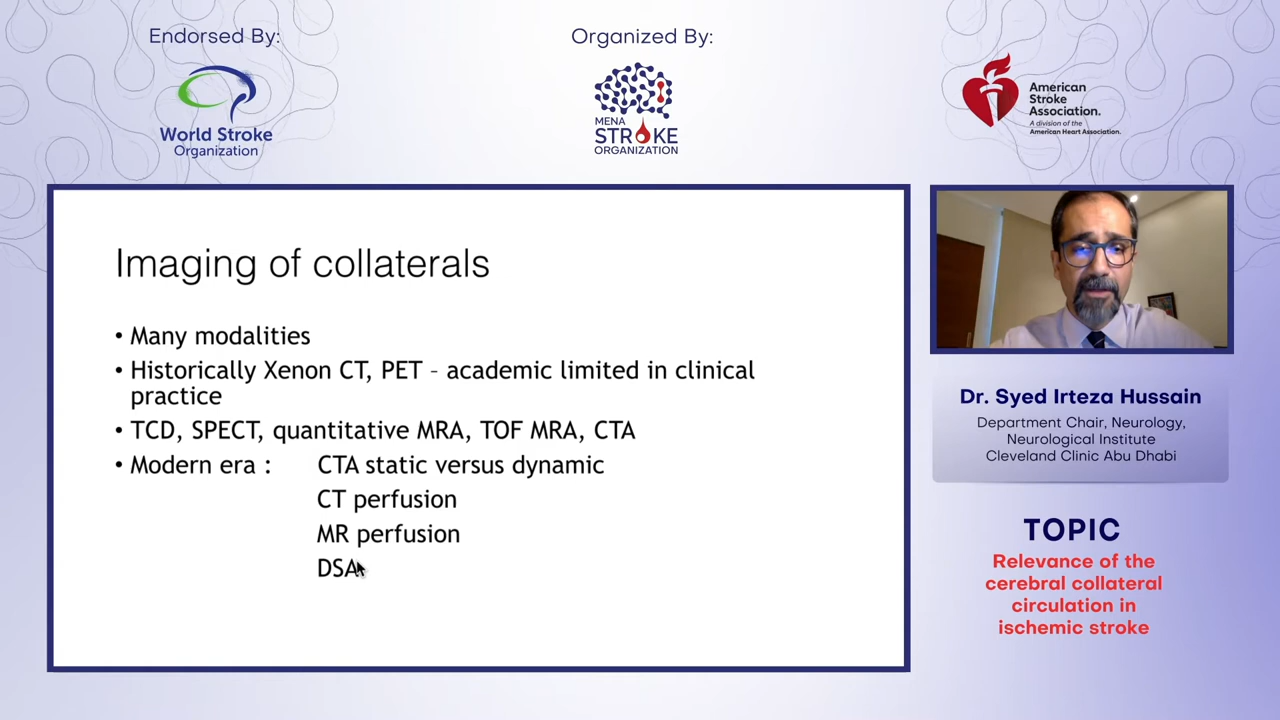 Endorsed By:
World Stroke
Organization
Organized By:
MENA
STROKE
ORGANIZATION
American
Stroke
Association.
A division of the
American Heart Association.
Imaging of collaterals
• Many modalities
• Historically Xenon CT, PET – academic limited in clinical
practice
• TCD, SPECT, quantitative MRA, TOF MRA, CTA
• Modern era : CTA static versus dynamic
CT perfusion
MR perfusion
DSA
Dr. Syed Irteza Hussain
Department Chair, Neurology,
Neurological Institute
Cleveland Clinic Abu Dhabi
TOPIC
Relevance of the
cerebral collateral
circulation in
ischemic stroke